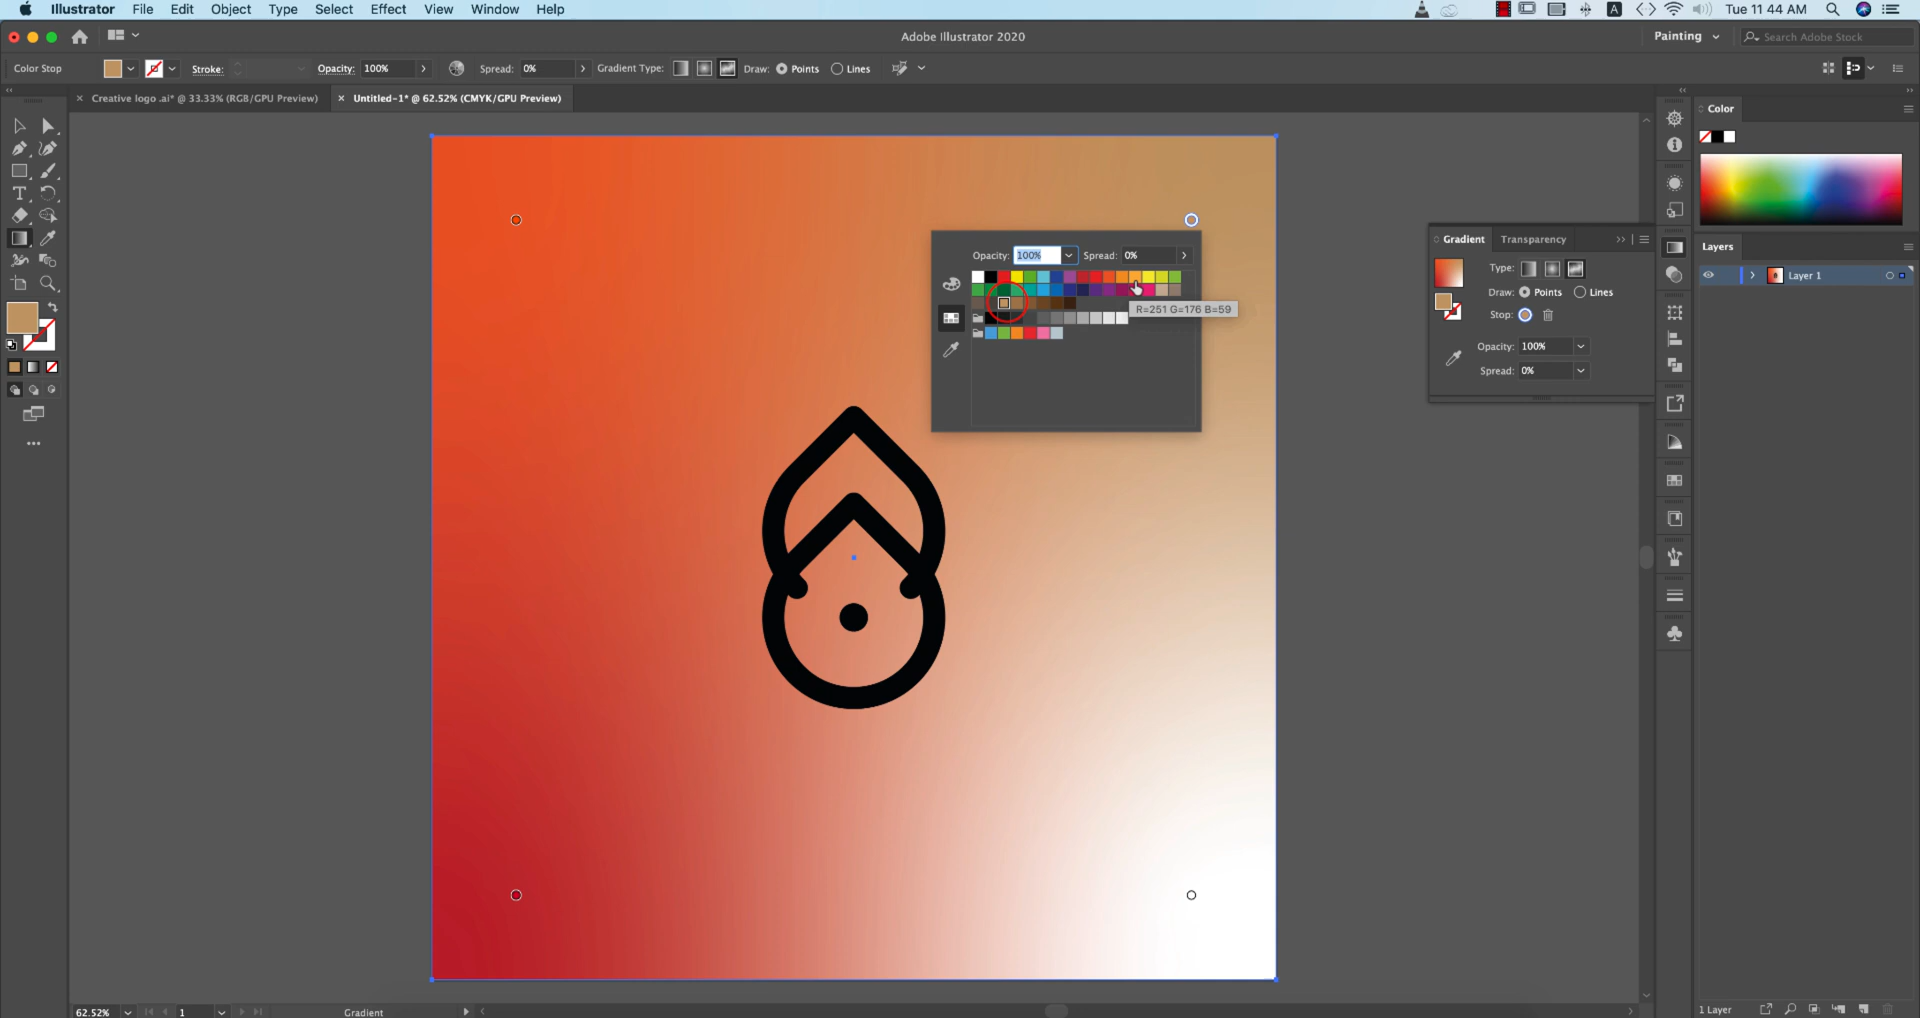 Illustrator File Edit Object Type Select Effect View Window Help
A Tue 11 44 AM
Adobe Illustrator 2020
Painting
Search Adobe Stock
Color Stop Stroke: Opacity: 100% Spread: 0% Gradient Type: Draw: Points Lines
Creative logo .ai* @ 33.33% (RGB/GPU Preview)
Untitled-1* @ 62.52% (CMYK/GPU Preview)
Color
Opacity: 100% Spread: 0%
R=251 G=176 B=59
Gradient Transparency
Type:
Draw: Points Lines
Stop:
Opacity: 100%
Spread: 0%
Layers
Layer 1
62.52% 1 Gradient
1 Layer